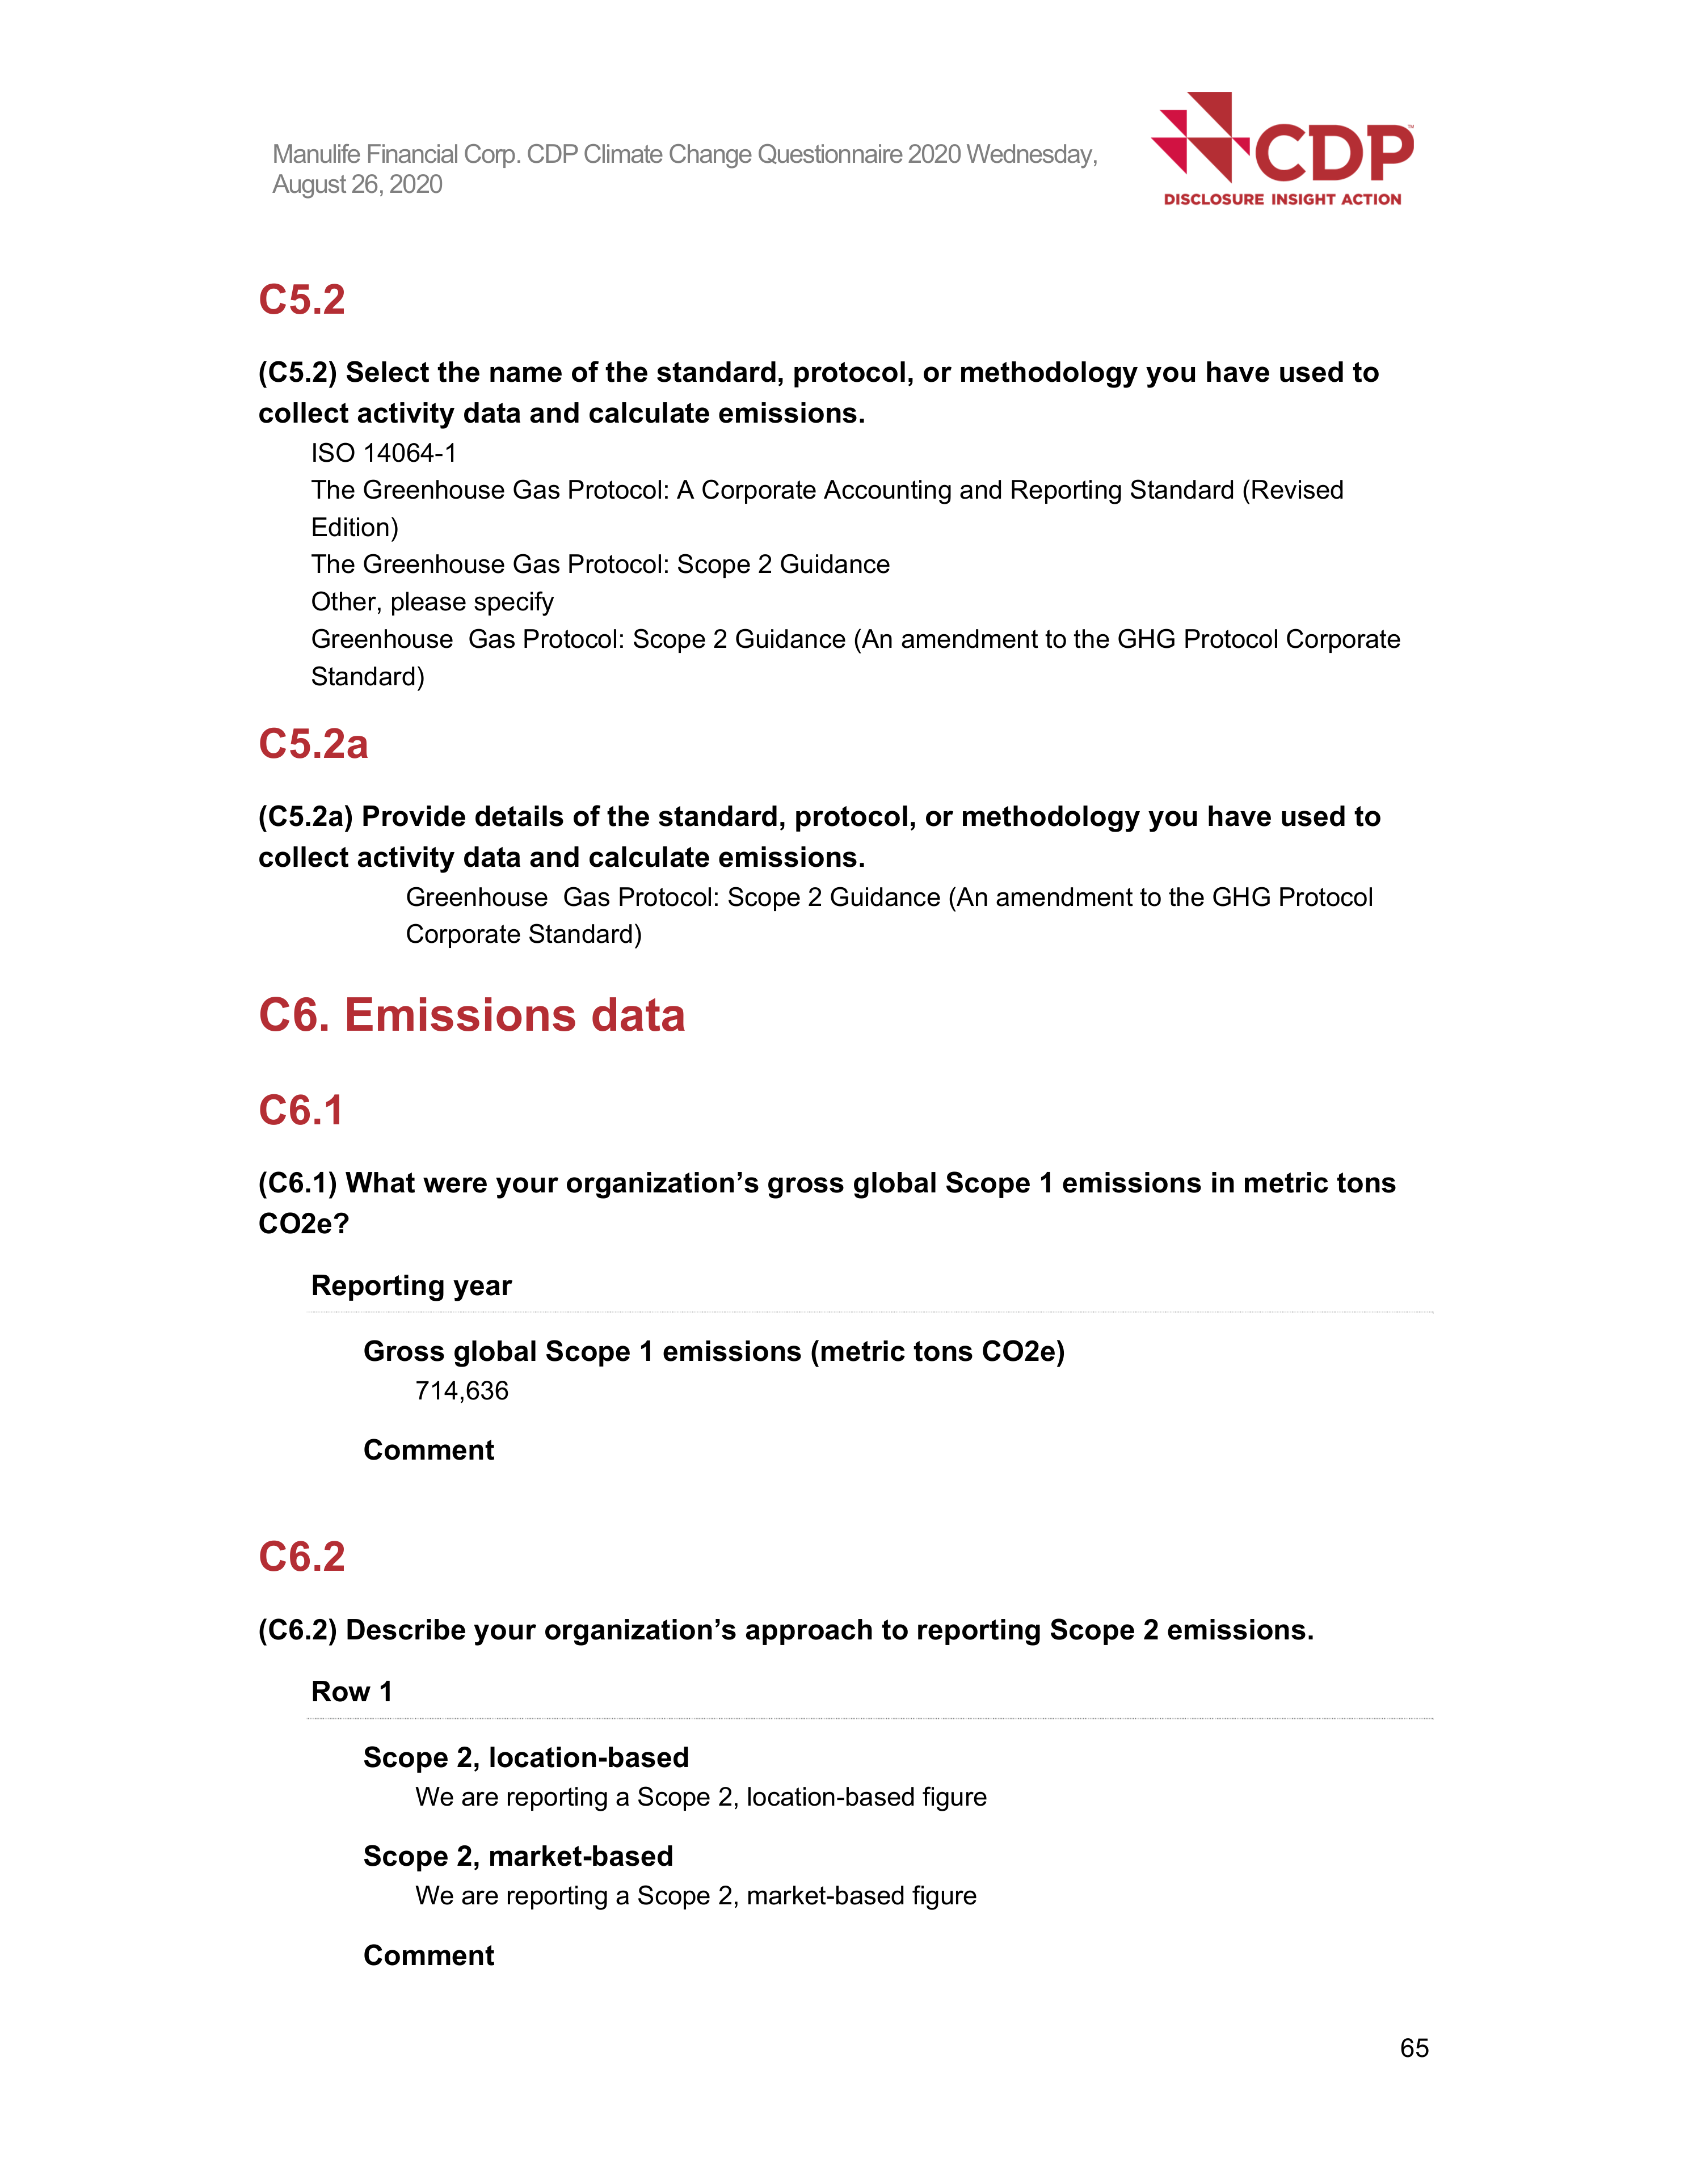 Manulife Financial Corp. CDP Climate Change Questionnaire 2020 Wednesday,
August 26, 2020
CDP™
DISCLOSURE INSIGHT ACTION
C5.2
(C5.2) Select the name of the standard, protocol, or methodology you have used to
collect activity data and calculate emissions.
ISO 14064-1
The Greenhouse Gas Protocol: A Corporate Accounting and Reporting Standard (Revised
Edition)
The Greenhouse Gas Protocol: Scope 2 Guidance
Other, please specify
Greenhouse  Gas Protocol: Scope 2 Guidance (An amendment to the GHG Protocol Corporate
Standard)
C5.2a
(C5.2a) Provide details of the standard, protocol, or methodology you have used to
collect activity data and calculate emissions.
Greenhouse  Gas Protocol: Scope 2 Guidance (An amendment to the GHG Protocol
Corporate Standard)
C6. Emissions data
C6.1
(C6.1) What were your organization’s gross global Scope 1 emissions in metric tons
CO2e?
Reporting year
Gross global Scope 1 emissions (metric tons CO2e)
714,636
Comment
C6.2
(C6.2) Describe your organization’s approach to reporting Scope 2 emissions.
Row 1
Scope 2, location-based
We are reporting a Scope 2, location-based figure
Scope 2, market-based
We are reporting a Scope 2, market-based figure
Comment
65